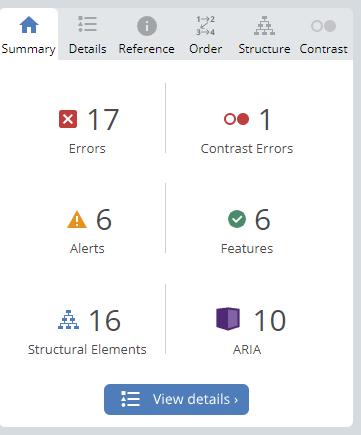 Summary
Details
Reference
Order
Structure
Contrast
17
Errors
1
Contrast Errors
6
Alerts
6
Features
16
Structural Elements
10
ARIA
View details ›